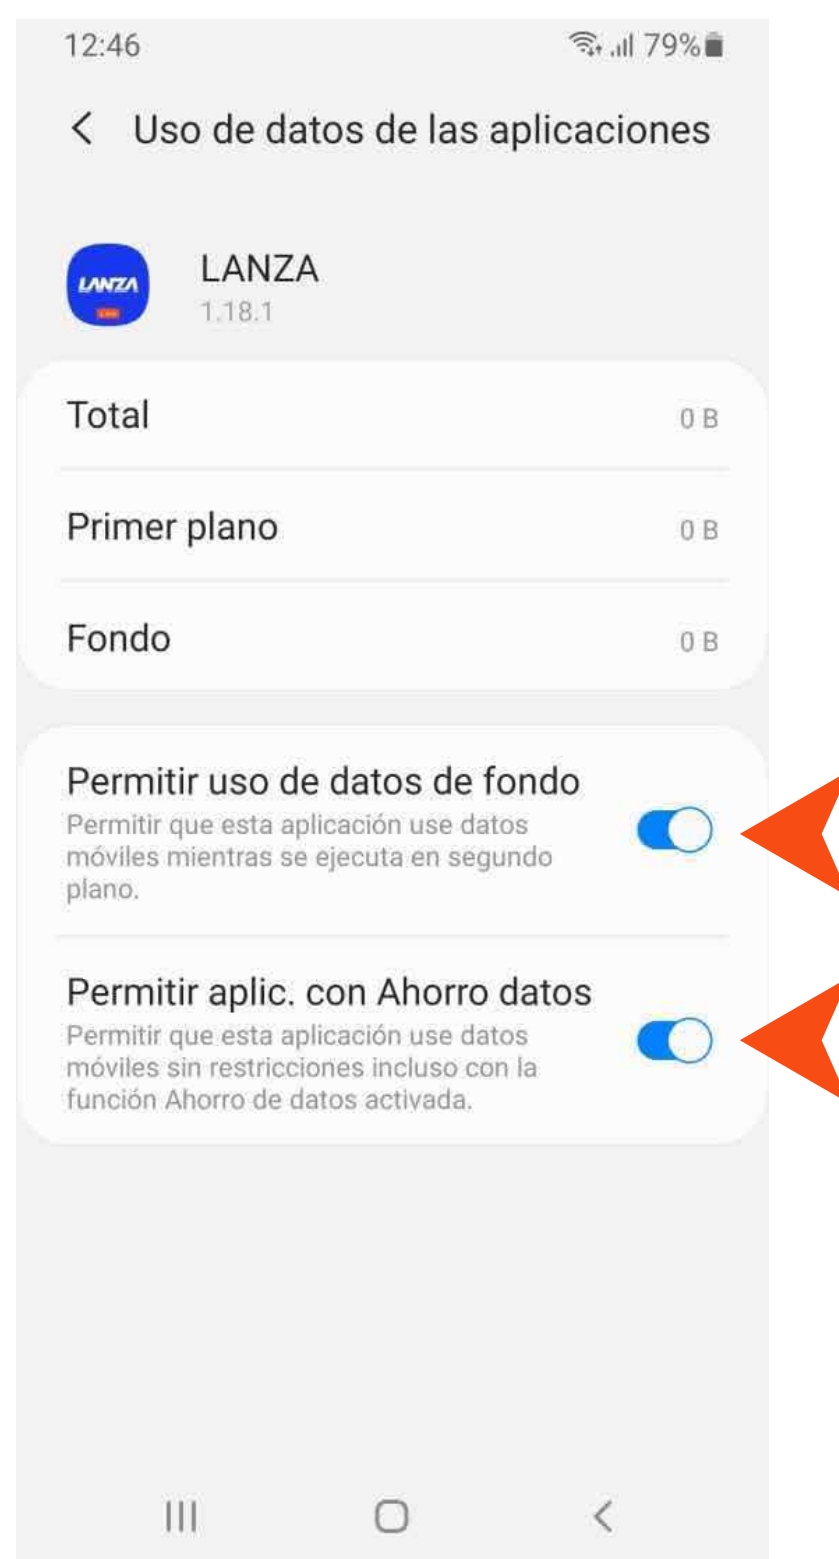 12:46 79%
Uso de datos de las aplicaciones
LANZA
LANZA
1.18.1
Total 0 B
Primer plano 0 B
Fondo 0 B
Permitir uso de datos de fondo
Permitir que esta aplicación use datos
móviles mientras se ejecuta en segundo
plano.
Permitir aplic. con Ahorro datos
Permitir que esta aplicación use datos
móviles sin restricciones incluso con la
función Ahorro de datos activada.